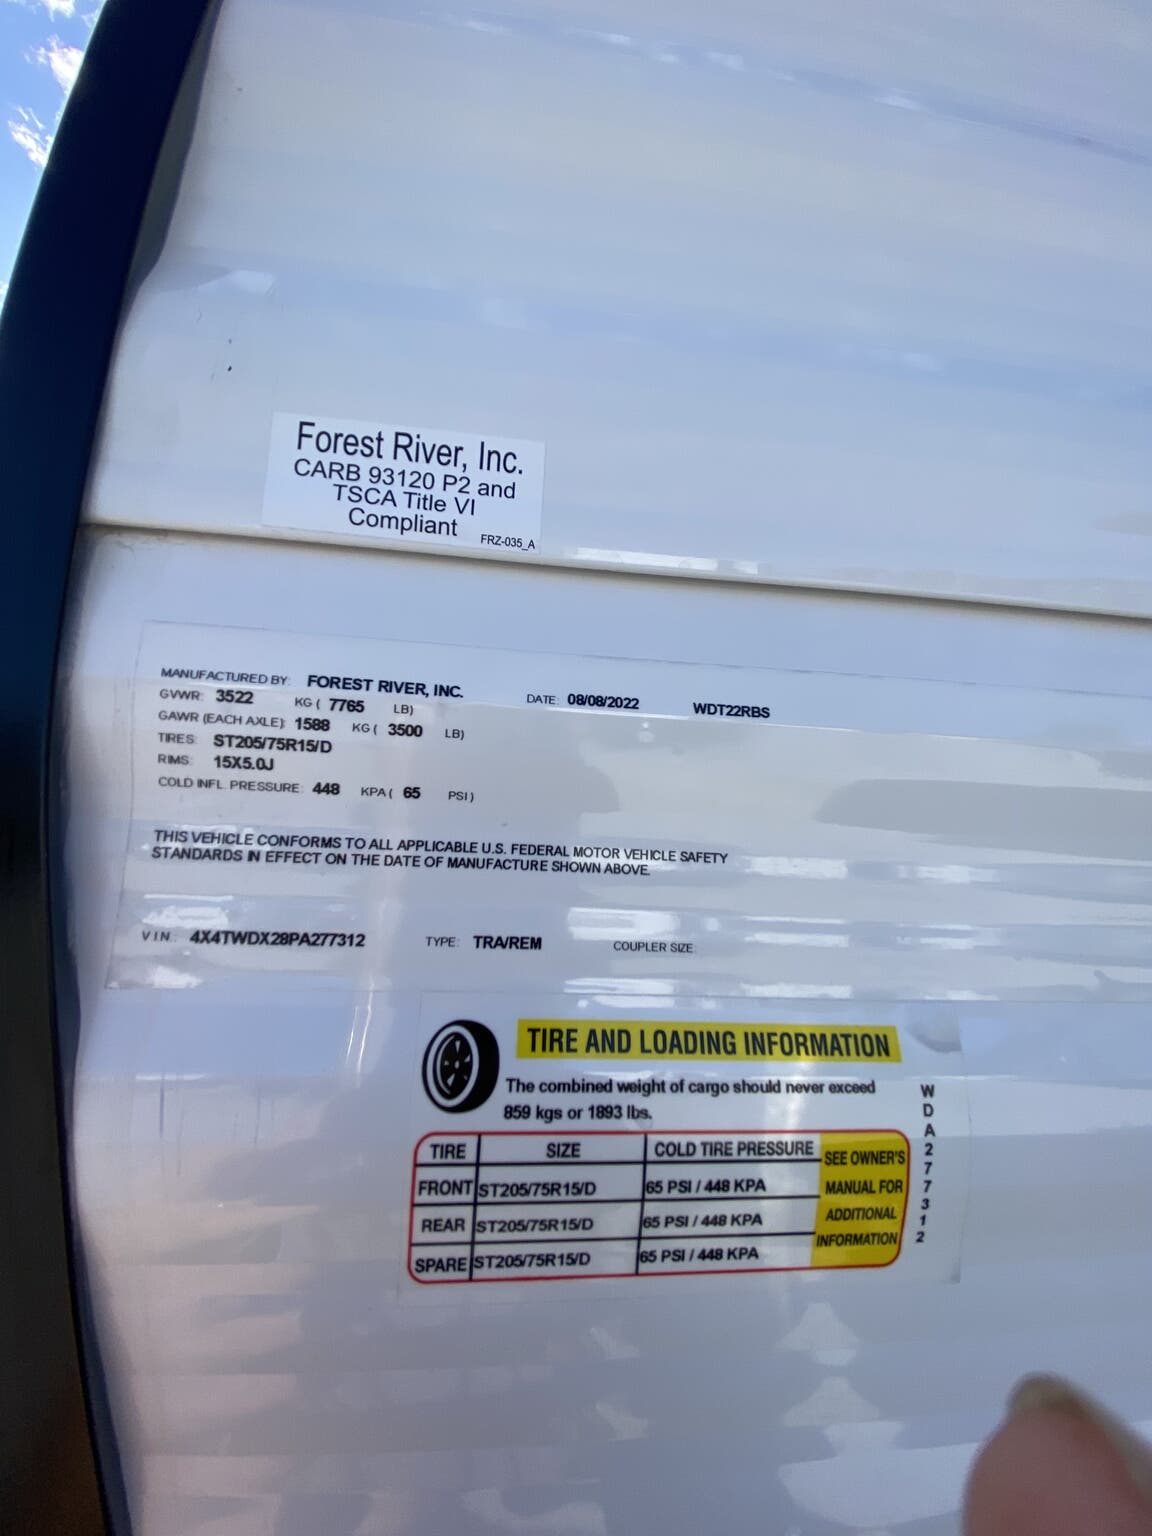 Forest River, Inc.
CARB 93120 P2 and
TSCA Title VI
Compliant FRZ-035_A
MANUFACTURED BY: FOREST RIVER, INC. DATE: 08/08/2022 WDT22RBS
GVWR: 3522 KG ( 7765 LB)
GAWR (EACH AXLE): 1588 KG ( 3500 LB)
TIRES: ST205/75R15/D
RIMS: 15X5.0J
COLD INFL. PRESSURE: 448 KPA ( 65 PSI )
THIS VEHICLE CONFORMS TO ALL APPLICABLE U.S. FEDERAL MOTOR VEHICLE SAFETY
STANDARDS IN EFFECT ON THE DATE OF MANUFACTURE SHOWN ABOVE.
V.I.N.: 4X4TWDX28PA277312 TYPE: TRA/REM COUPLER SIZE:
TIRE AND LOADING INFORMATION
The combined weight of cargo should never exceed
859 kgs or 1893 lbs.
TIRE SIZE COLD TIRE PRESSURE
FRONT ST205/75R15/D 65 PSI / 448 KPA
REAR ST205/75R15/D 65 PSI / 448 KPA
SPARE ST205/75R15/D 65 PSI / 448 KPA
SEE OWNER'S
MANUAL FOR
ADDITIONAL
INFORMATION
WDA277312